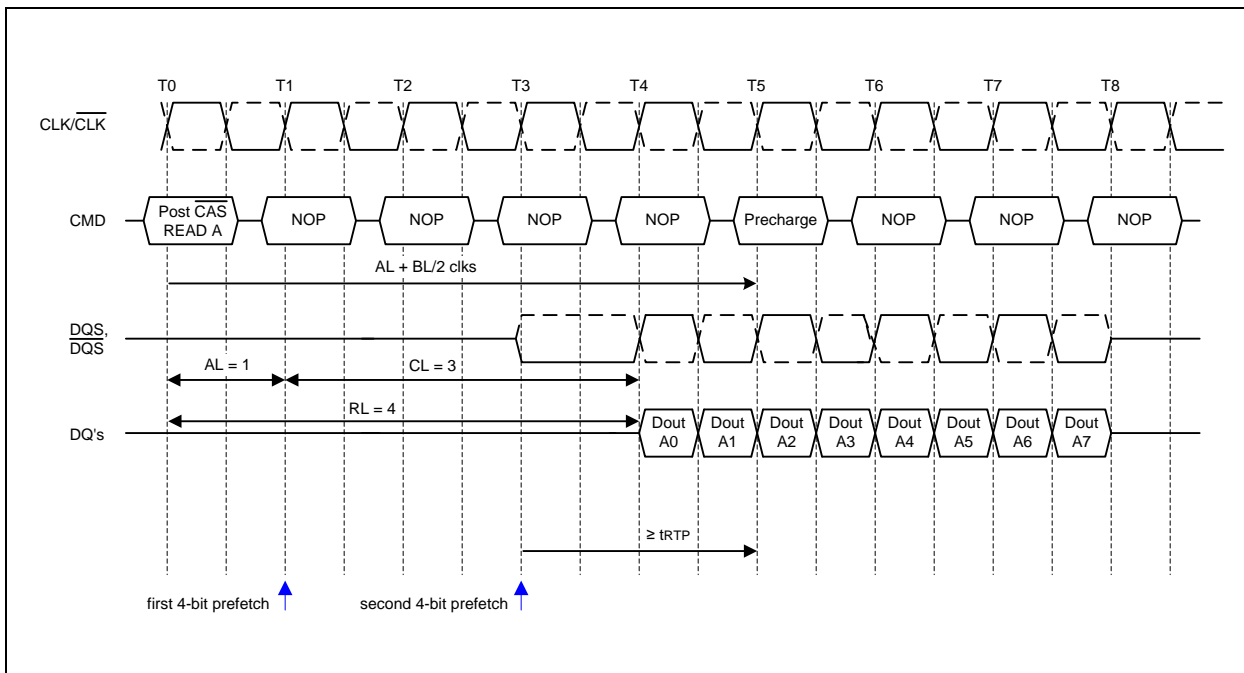 T0 T1 T2 T3 T4 T5 T6 T7 T8
CLK/CLK
CMD
Post CAS
READ A
NOP NOP NOP NOP Precharge NOP NOP NOP
AL + BL/2 clks
DQS,
DQS
AL = 1
CL = 3
RL = 4
DQ's
Dout Dout Dout Dout Dout Dout Dout Dout
A0 A1 A2 A3 A4 A5 A6 A7
≥ tRTP
first 4-bit prefetch
second 4-bit prefetch